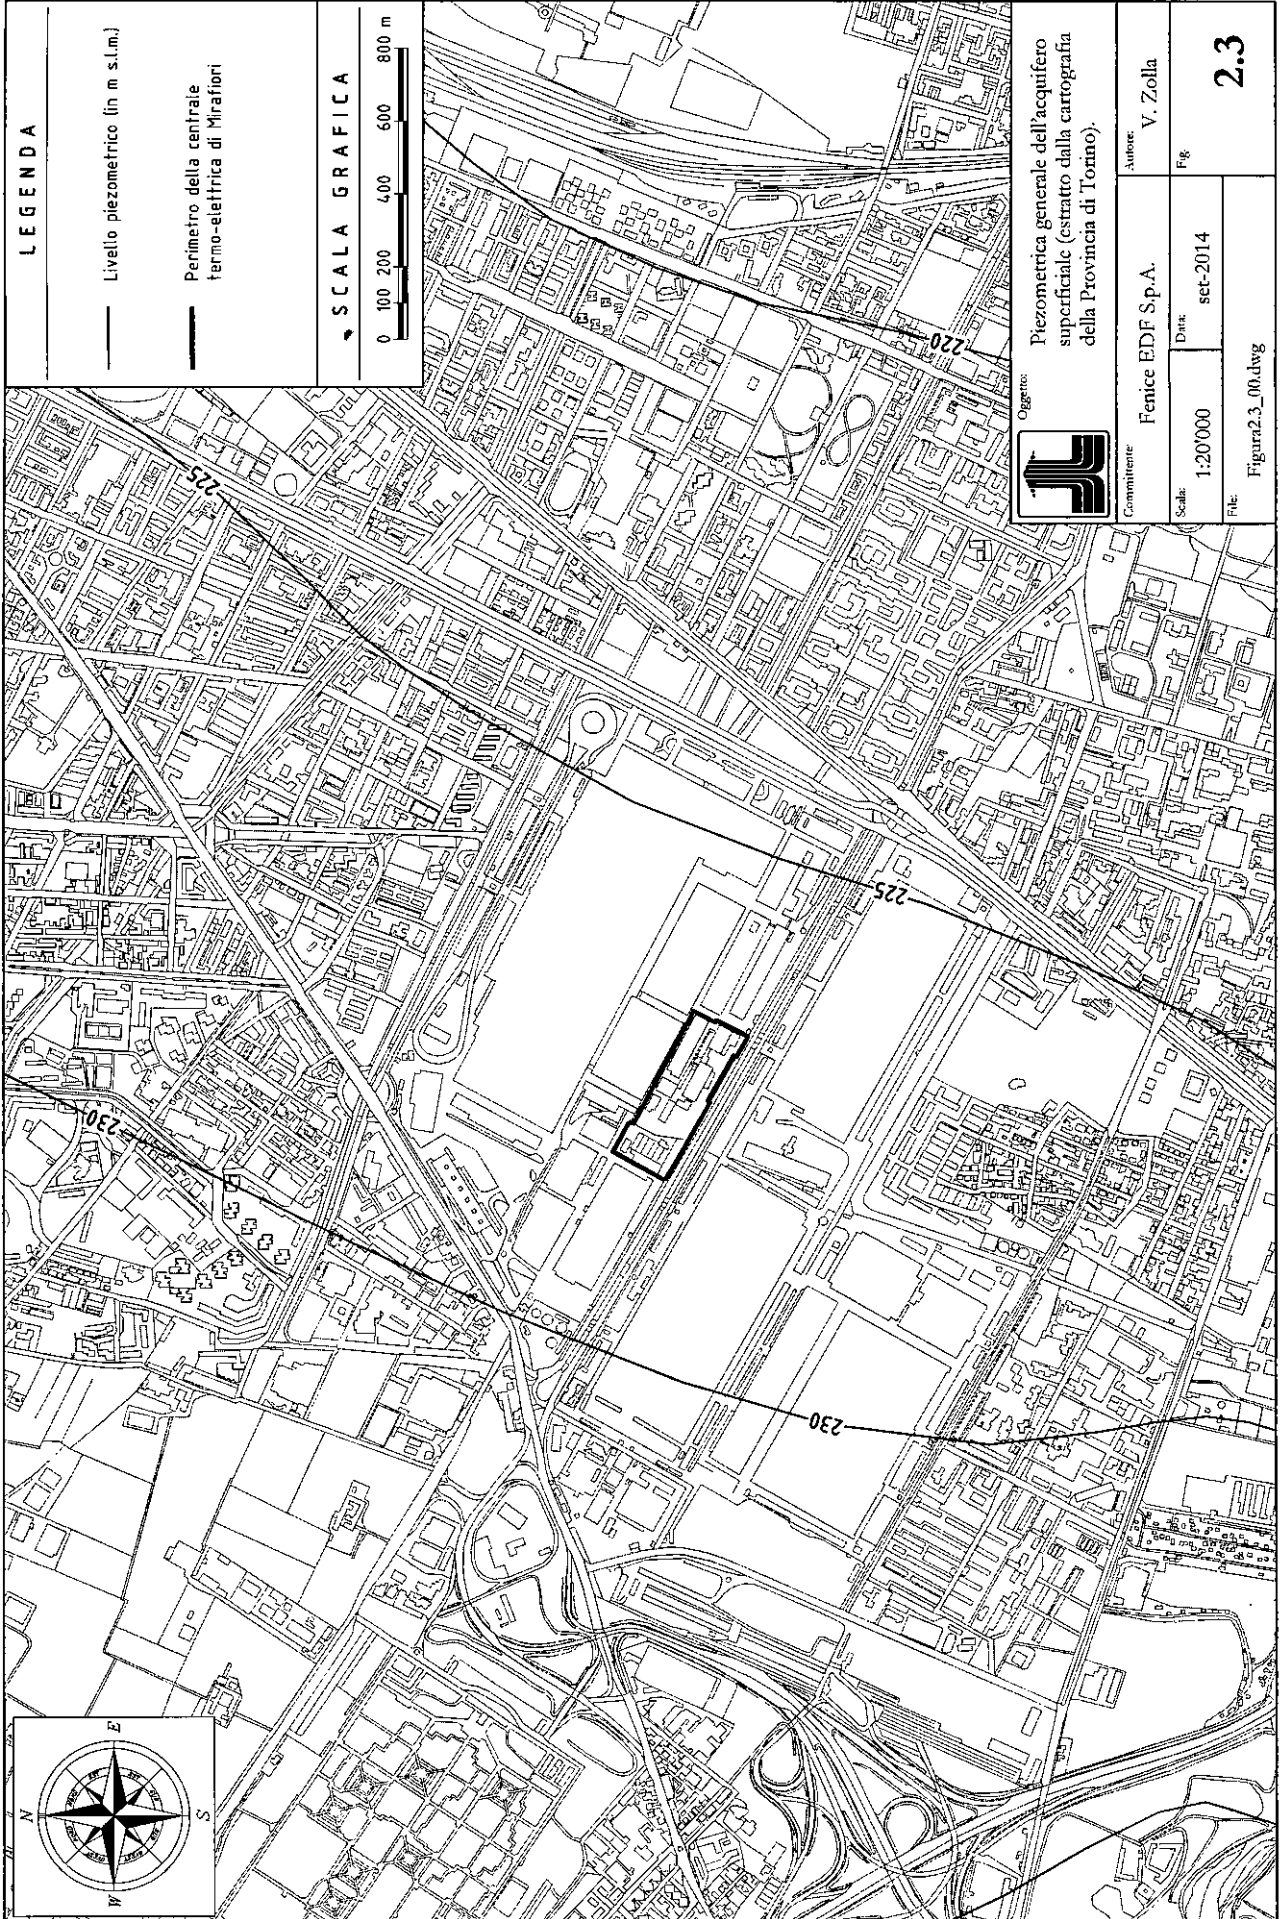 LEGENDA
Livello piezometrico (in m s.l.m.)
Perimetro della centrale
termo-elettrica di Mirafiori
SCALA GRAFICA
0 100 200 400 600 800 m
N
E
S
W
225
220
230
225
230
Oggetto:
Piezometrica generale dell'acquifero
superficiale (estratto dalla cartografia
della Provincia di Torino).
Committente
Fenice EDF S.p.A.
Autore:
V. Zolla
Scala:
1:20'000
Data:
set-2014
Fig.
2.3
File:
Figura2.3_00.dwg